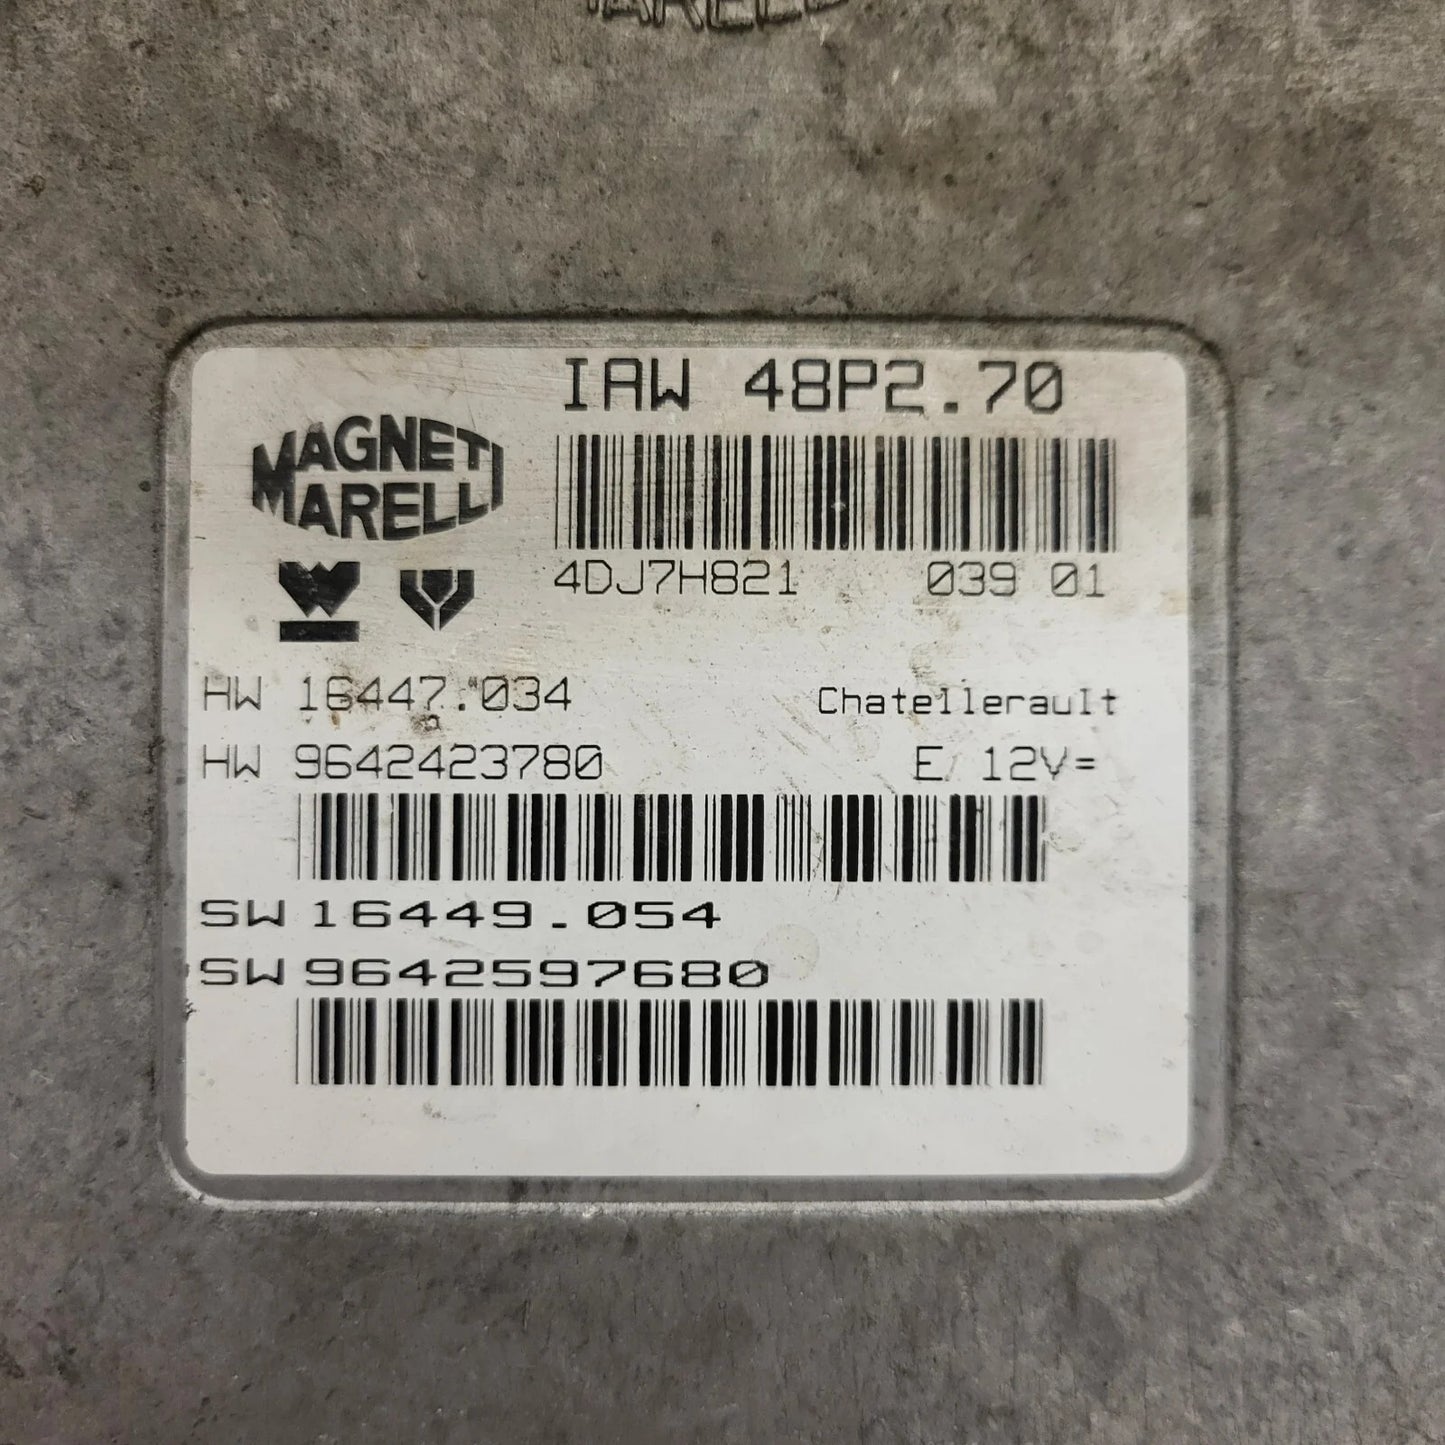 MARELLI
IAW 48P2.70
MAGNETI
MARELLI
4DJ7H821 039 01
HW 16447.034 Chatellerault
HW 9642423780 E 12V=
SW 16449.054
SW 9642597680